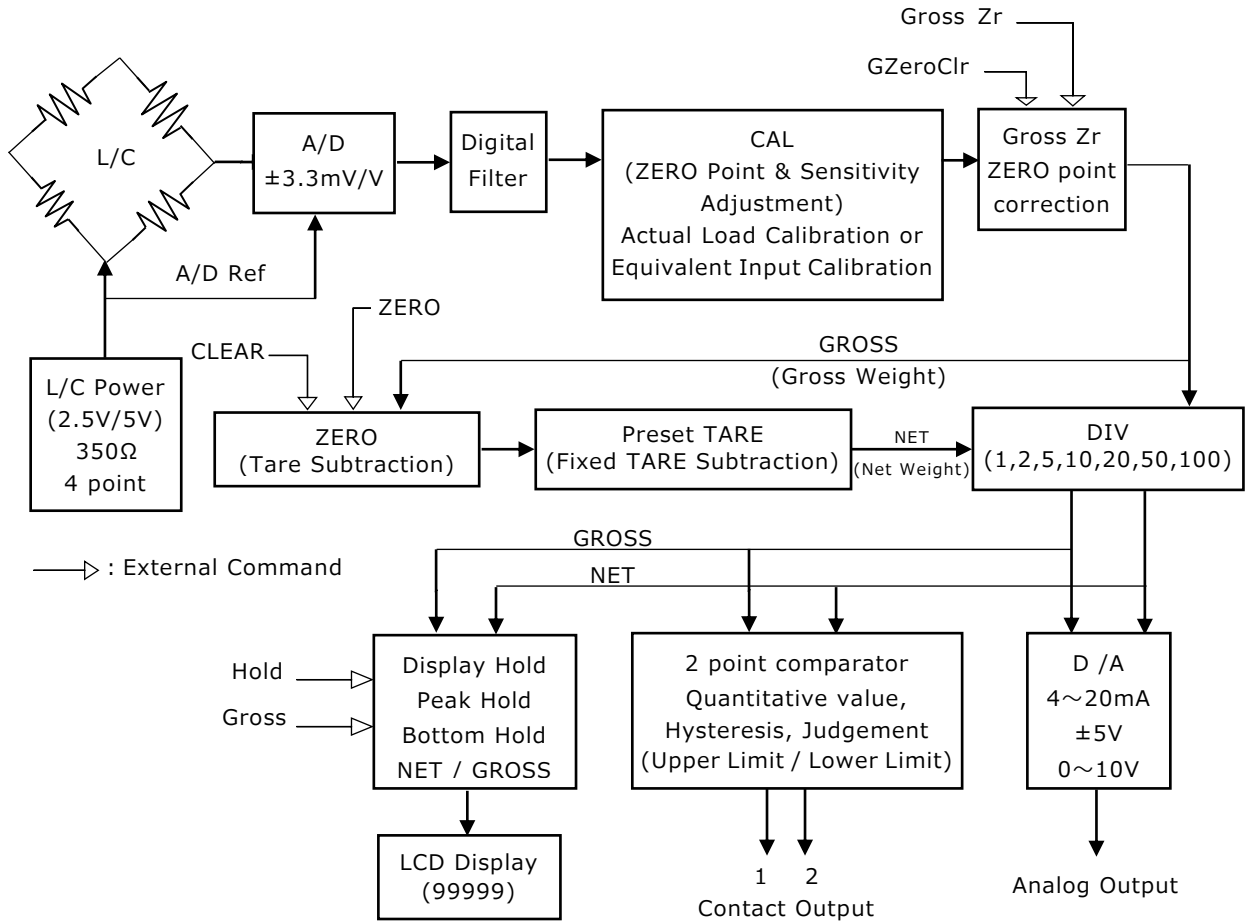 Gross Zr
GZeroClr
L/C
A/D
±3.3mV/V
Digital
Filter
CAL
(ZERO Point & Sensitivity
Adjustment)
Actual Load Calibration or
Equivalent Input Calibration
Gross Zr
ZERO point
correction
A/D Ref
ZERO
CLEAR
GROSS
(Gross Weight)
L/C Power
(2.5V/5V)
350Ω
4 point
ZERO
(Tare Subtraction)
Preset TARE
(Fixed TARE Subtraction)
NET
(Net Weight)
DIV
(1,2,5,10,20,50,100)
GROSS
NET
: External Command
Hold
Gross
Display Hold
Peak Hold
Bottom Hold
NET / GROSS
2 point comparator
Quantitative value,
Hysteresis, Judgement
(Upper Limit / Lower Limit)
D /A
4～20mA
±5V
0～10V
LCD Display
(99999)
1 2
Contact Output
Analog Output